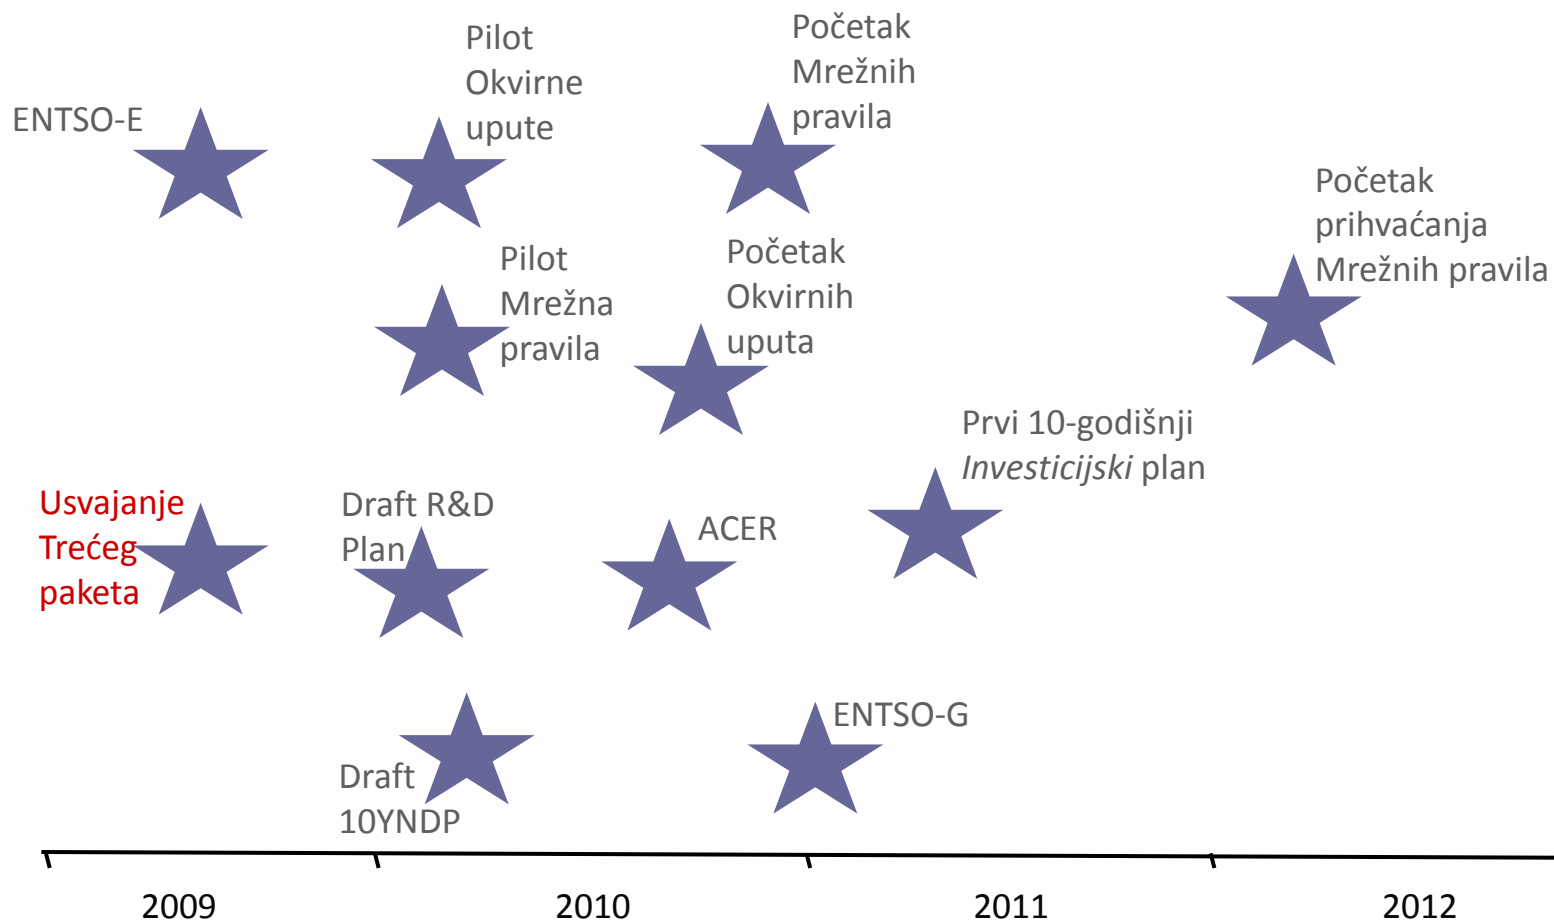 Pilot
Okvirne
upute
Početak
Mrežnih
pravila
ENTSO-E
Početak
prihvaćanja
Mrežnih pravila
Pilot
Mrežna
pravila
Početak
Okvirnih
uputa
Prvi 10-godišnji
Investicijski plan
Usvajanje
Trećeg
paketa
Draft R&D
Plan
ACER
ENTSO-G
Draft
10YNDP
2009
2010
2011
2012